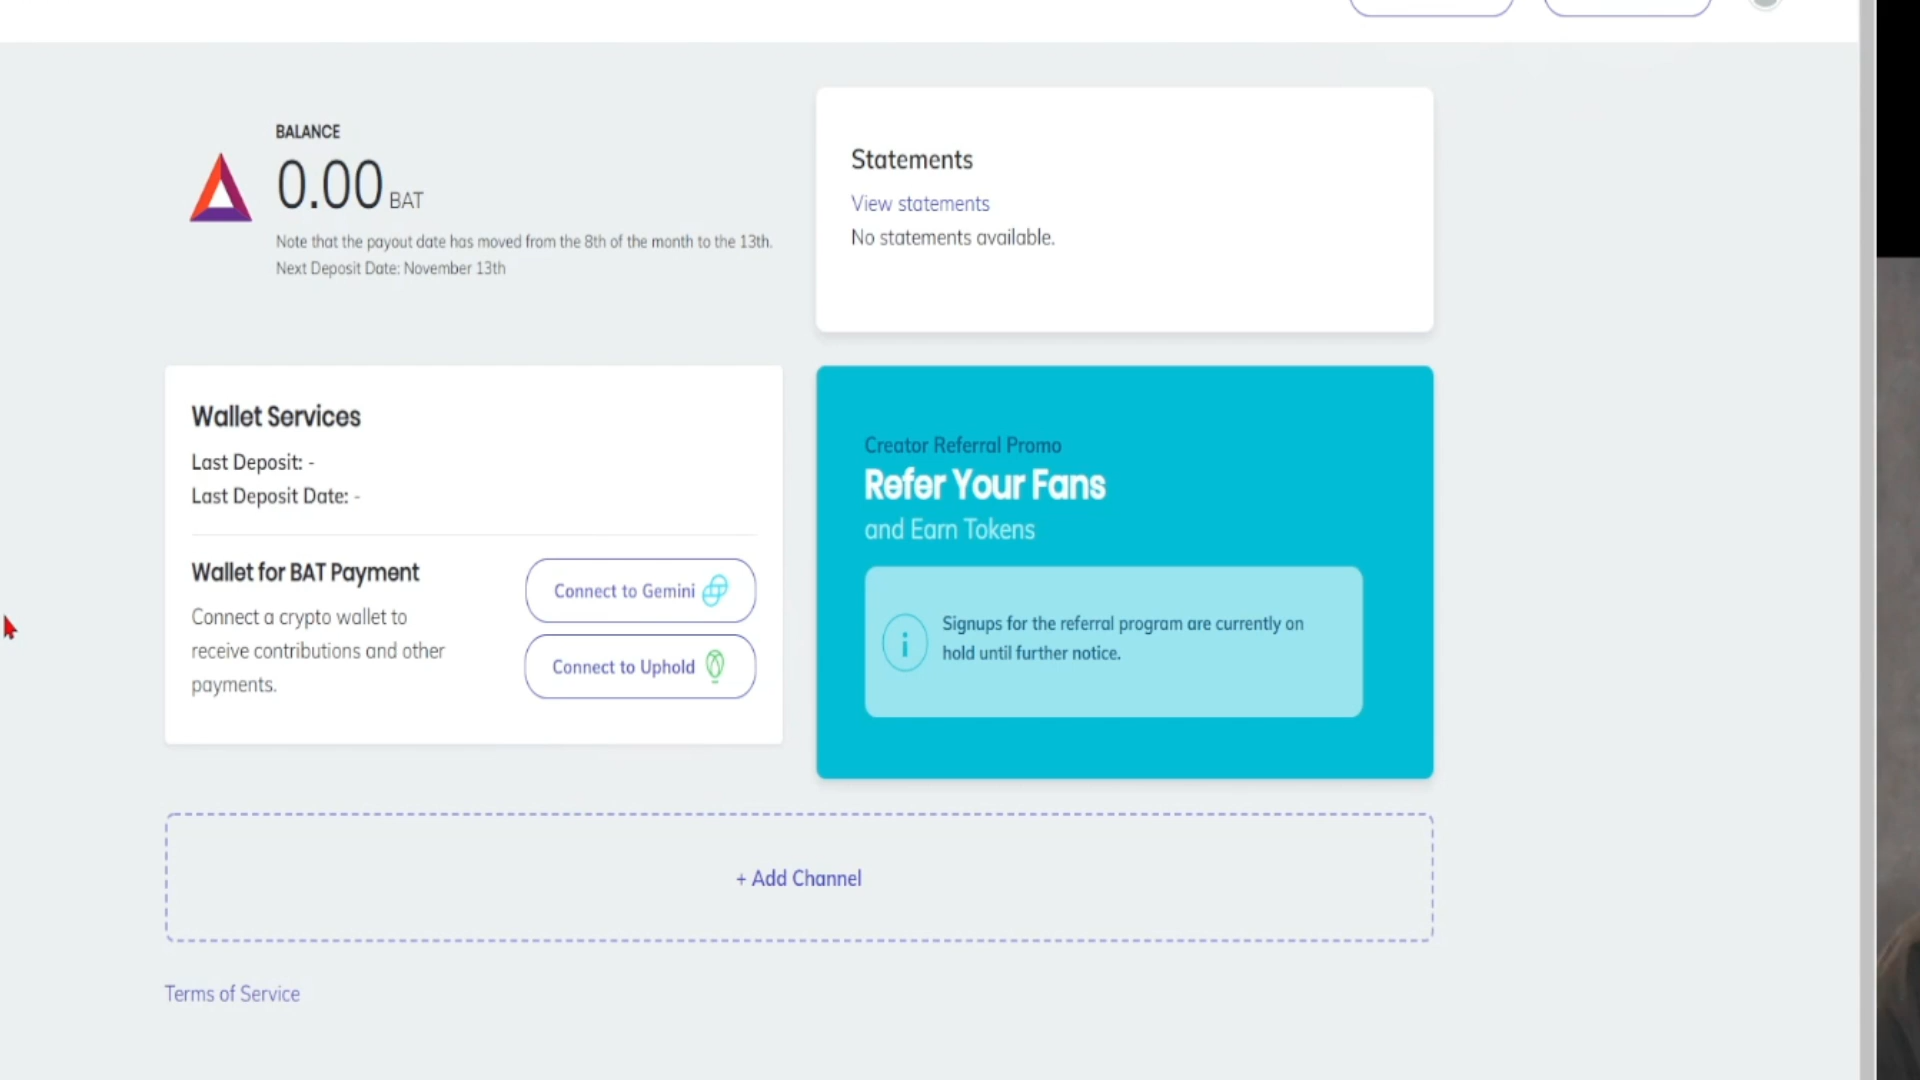 BALANCE
0.00 BAT
Note that the payout date has moved from the 8th of the month to the 13th.
Next Deposit Date: November 13th
Statements
View statements
No statements available.
Wallet Services
Last Deposit: -
Last Deposit Date: -
Wallet for BAT Payment
Connect a crypto wallet to
receive contributions and other
payments.
Connect to Gemini
Connect to Uphold
Creator Referral Promo
Refer Your Fans
and Earn Tokens
i
Signups for the referral program are currently on
hold until further notice.
+ Add Channel
Terms of Service